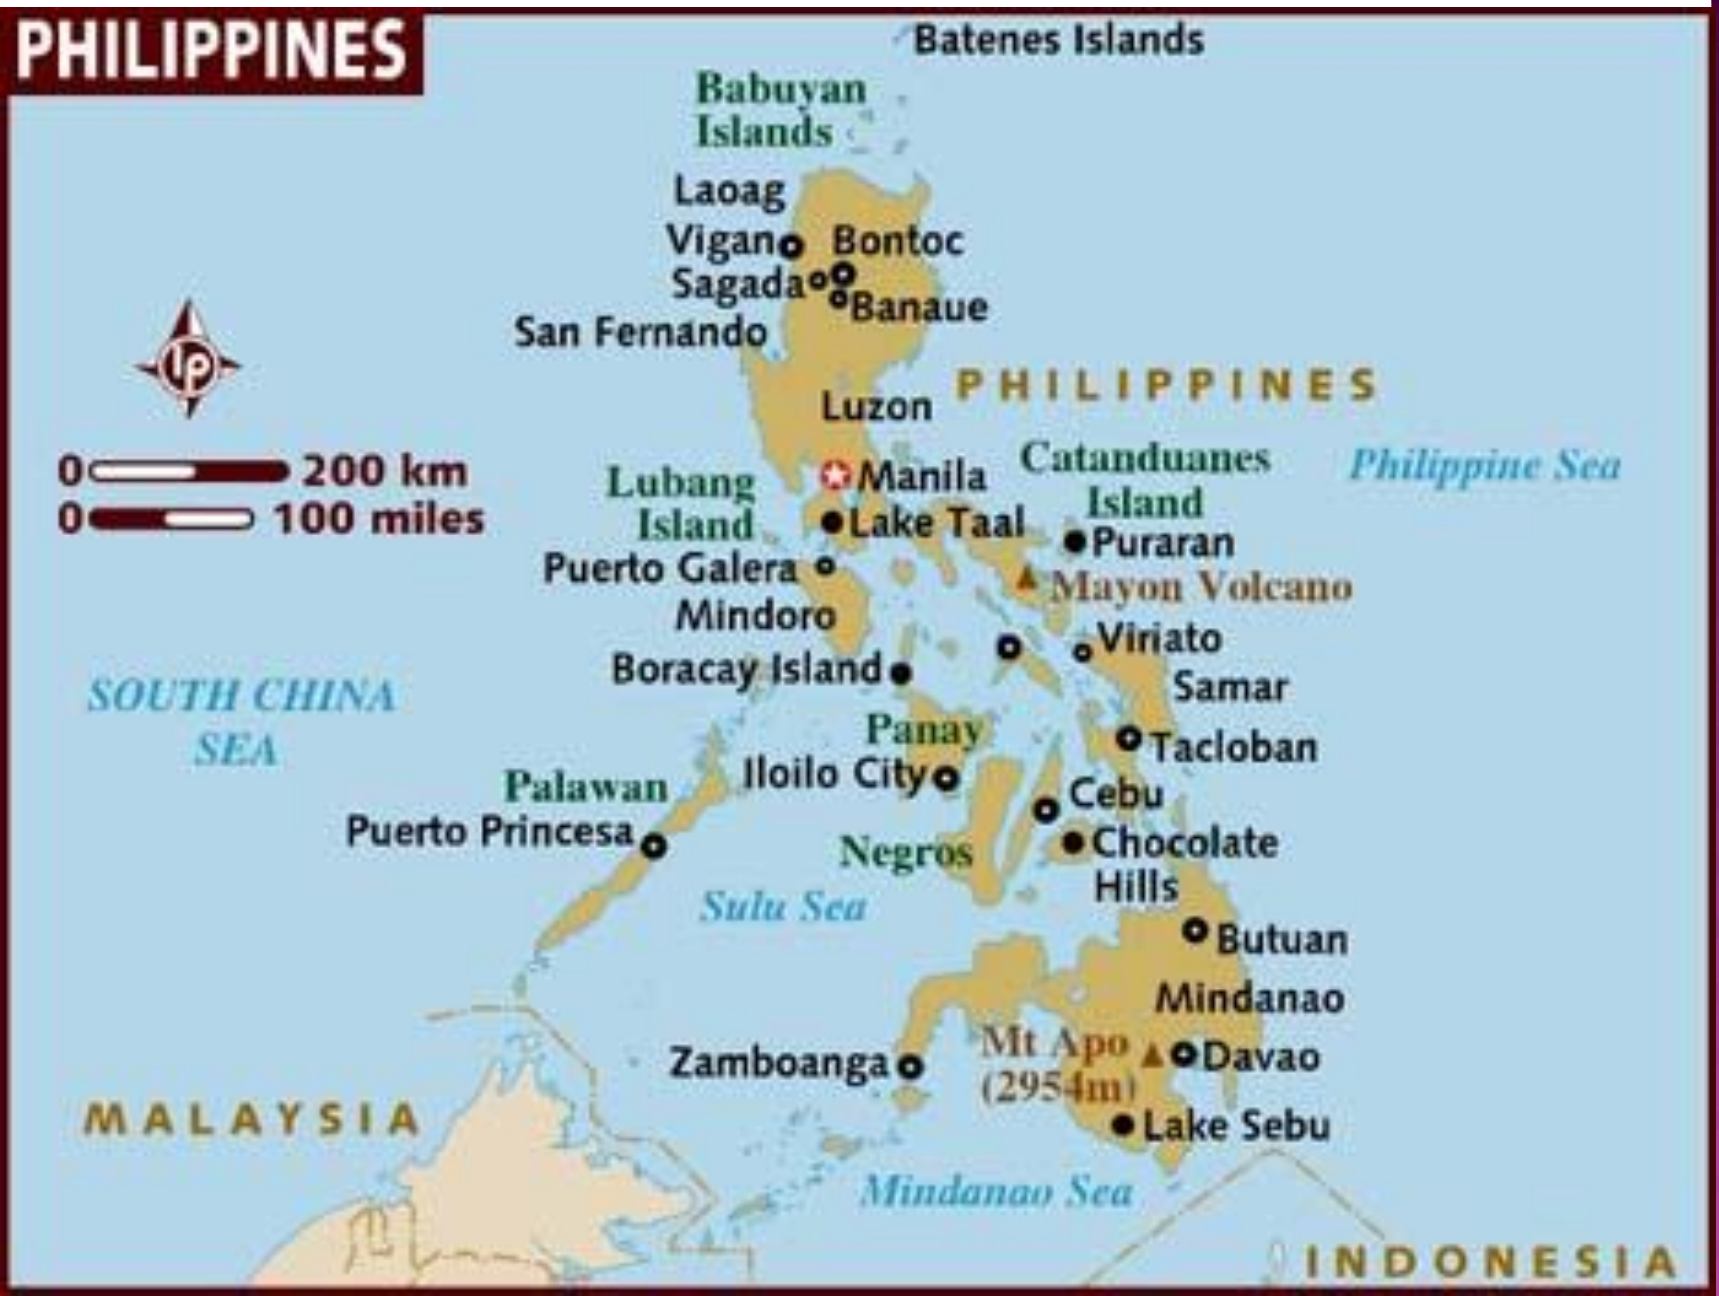 PHILIPPINES
Batenes Islands
Babuyan
Islands
Laoag
Vigan
Bontoc
Sagada
Banaue
San Fernando
PHILIPPINES
Luzon
lp
0 200 km
0 100 miles
Manila
Lubang
Island
Catanduanes
Island
Philippine Sea
Lake Taal
Puraran
Puerto Galera
Mayon Volcano
Mindoro
Viriato
Boracay Island
Samar
SOUTH CHINA
SEA
Panay
Tacloban
Iloilo City
Palawan
Cebu
Puerto Princesa
Chocolate
Hills
Negros
Sulu Sea
Butuan
Mindanao
Mt Apo
(2954m)
Davao
Zamboanga
MALAYSIA
Lake Sebu
Mindanao Sea
INDONESIA